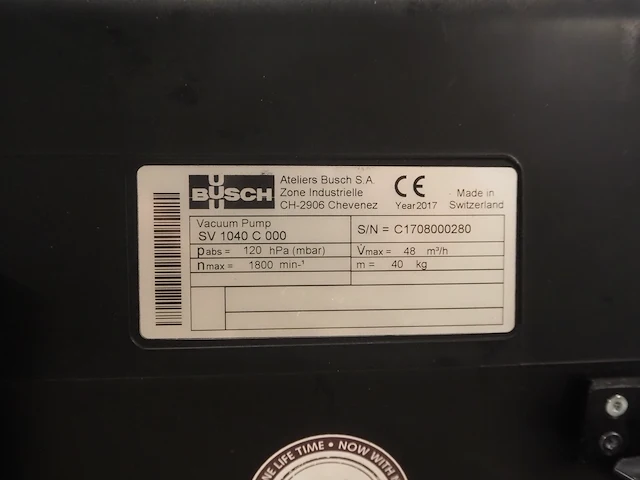 BUSCH
Ateliers Busch S.A.
Zone Industrielle
CH-2906 Chevenez
CE
Year2017
Made in
Switzerland
Vacuum Pump
SV 1040 C 000
S/N = C1708000280
pabs = 120 hPa (mbar)
V̇max = 48 m³/h
nmax = 1800 min-¹
m = 40 kg
LIFE TIME • NOW WITH